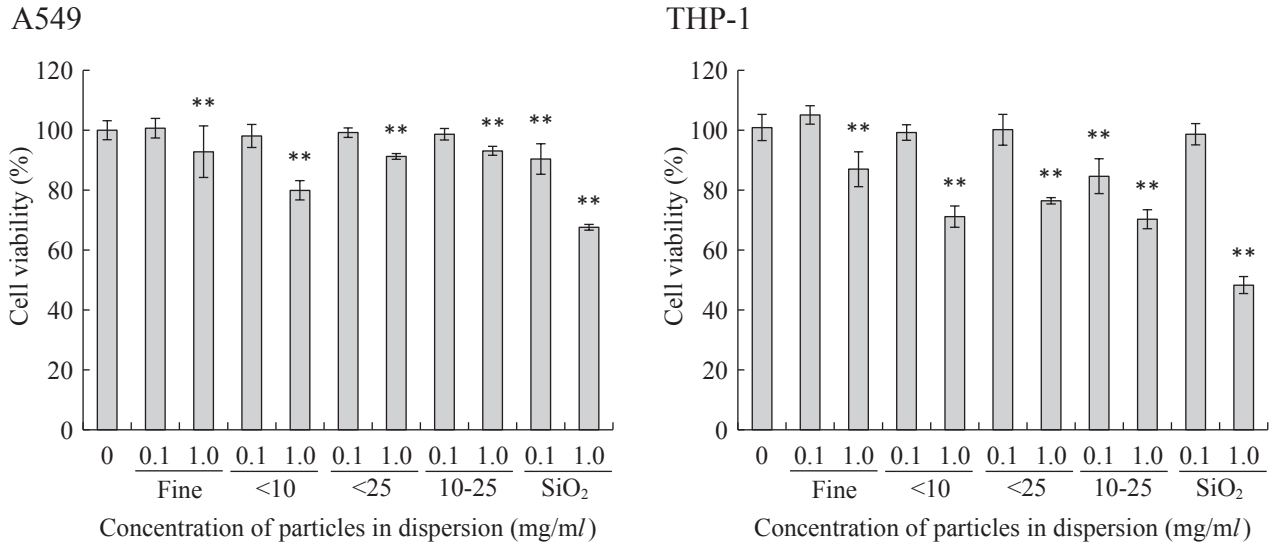 A549
120
100
80
60
40
20
0
Cell viability (%)
** ** ** ** ** **
0 0.1 1.0 0.1 1.0 0.1 1.0 0.1 1.0 0.1 1.0
Fine <10 <25 10-25 SiO₂
Concentration of particles in dispersion (mg/ml)
THP-1
120
100
80
60
40
20
0
Cell viability (%)
** ** ** ** ** **
0 0.1 1.0 0.1 1.0 0.1 1.0 0.1 1.0 0.1 1.0
Fine <10 <25 10-25 SiO₂
Concentration of particles in dispersion (mg/ml)